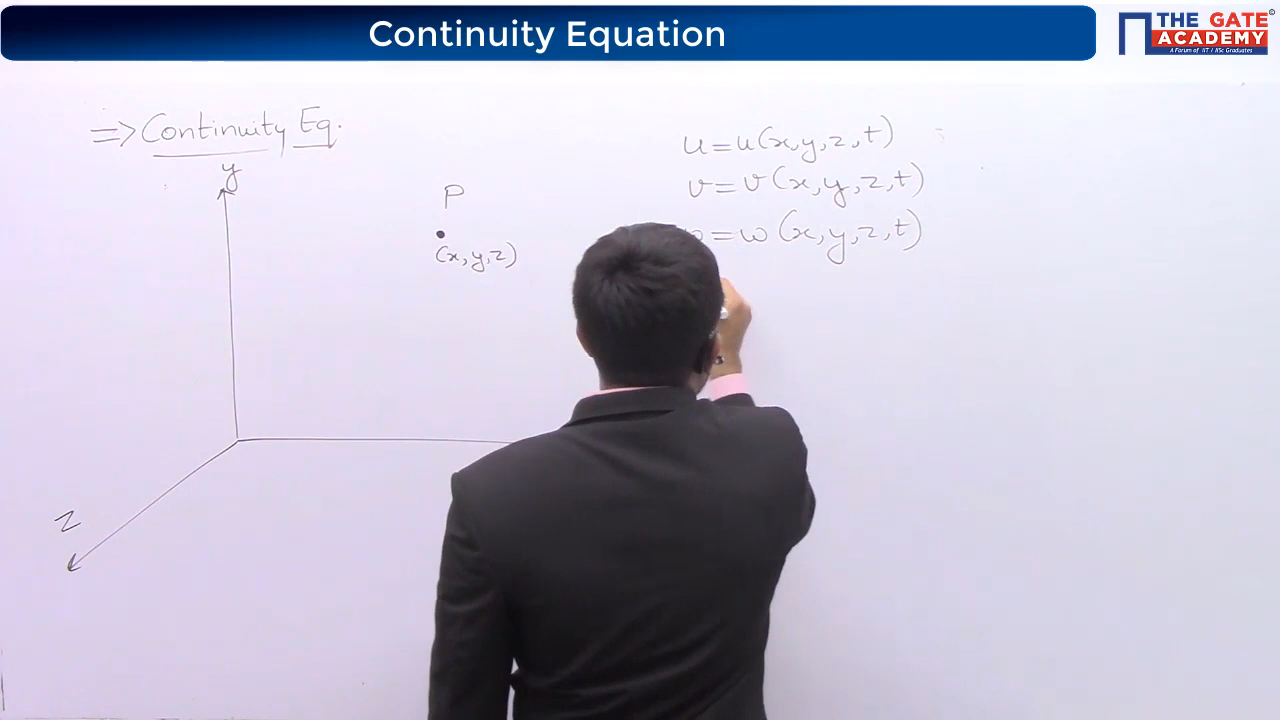 Continuity Equation
THE GATE
ACADEMY
A Forum of IIT / IISc Graduates
=> Continuity Eq.
y
P
(x, y, z)
z
u = u(x, y, z, t)
v = v(x, y, z, t)
= w(x, y, z, t)